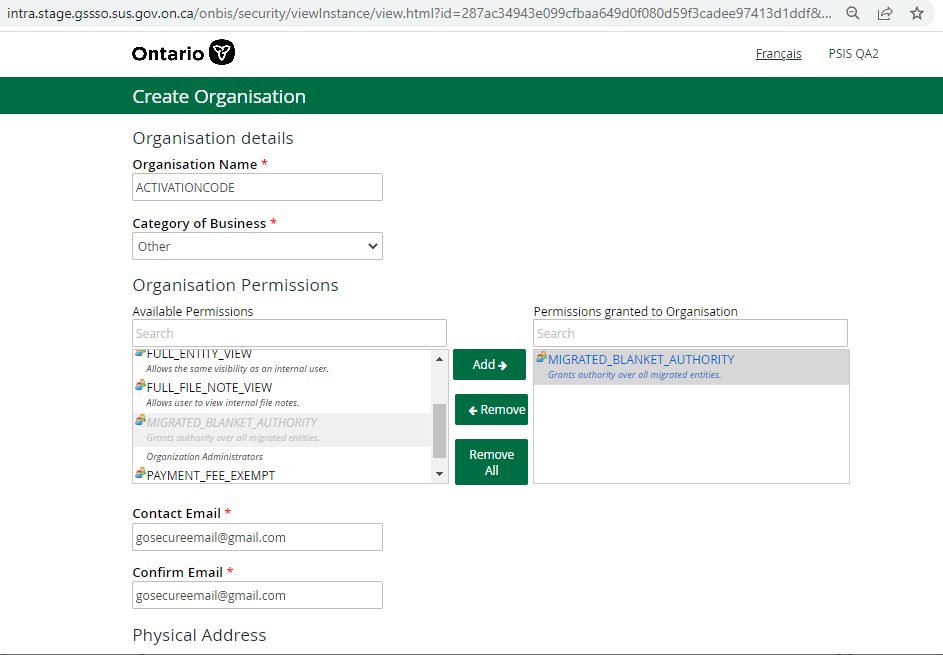 intra.stage.gssso.sus.gov.on.ca/onbis/security/viewInstance/view.html?id=287ac34943e099cfbaa649d0f080d59f3cadee97413d1ddf&...
Ontario
Français PSIS QA2
Create Organisation
Organisation details
Organisation Name *
ACTIVATIONCODE
Category of Business *
Other
Organisation Permissions
Available Permissions
Search
FULL_ENTITY_VIEW
Allows the same visibility as an internal user.
FULL_FILE_NOTE_VIEW
Allows user to view internal file notes.
MIGRATED_BLANKET_AUTHORITY
Grants authority over all migrated entities.
Organization Administrators
PAYMENT_FEE_EXEMPT
Add
Remove
Remove
All
Permissions granted to Organisation
Search
MIGRATED_BLANKET_AUTHORITY
Grants authority over all migrated entities.
Contact Email *
gosecureemail@gmail.com
Confirm Email *
gosecureemail@gmail.com
Physical Address